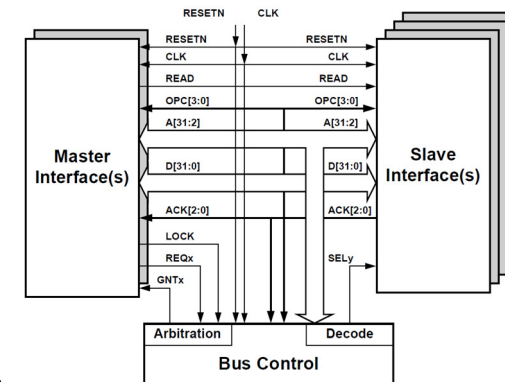 RESETN CLK
RESETN RESETN
CLK CLK
READ READ
OPC[3:0] OPC[3:0]
A[31:2] A[31:2]
Master Interface(s)
Slave Interface(s)
D[31:0] D[31:0]
ACK[2:0] ACK[2:0]
LOCK
REQx SELy
GNTx
Arbitration Decode
Bus Control